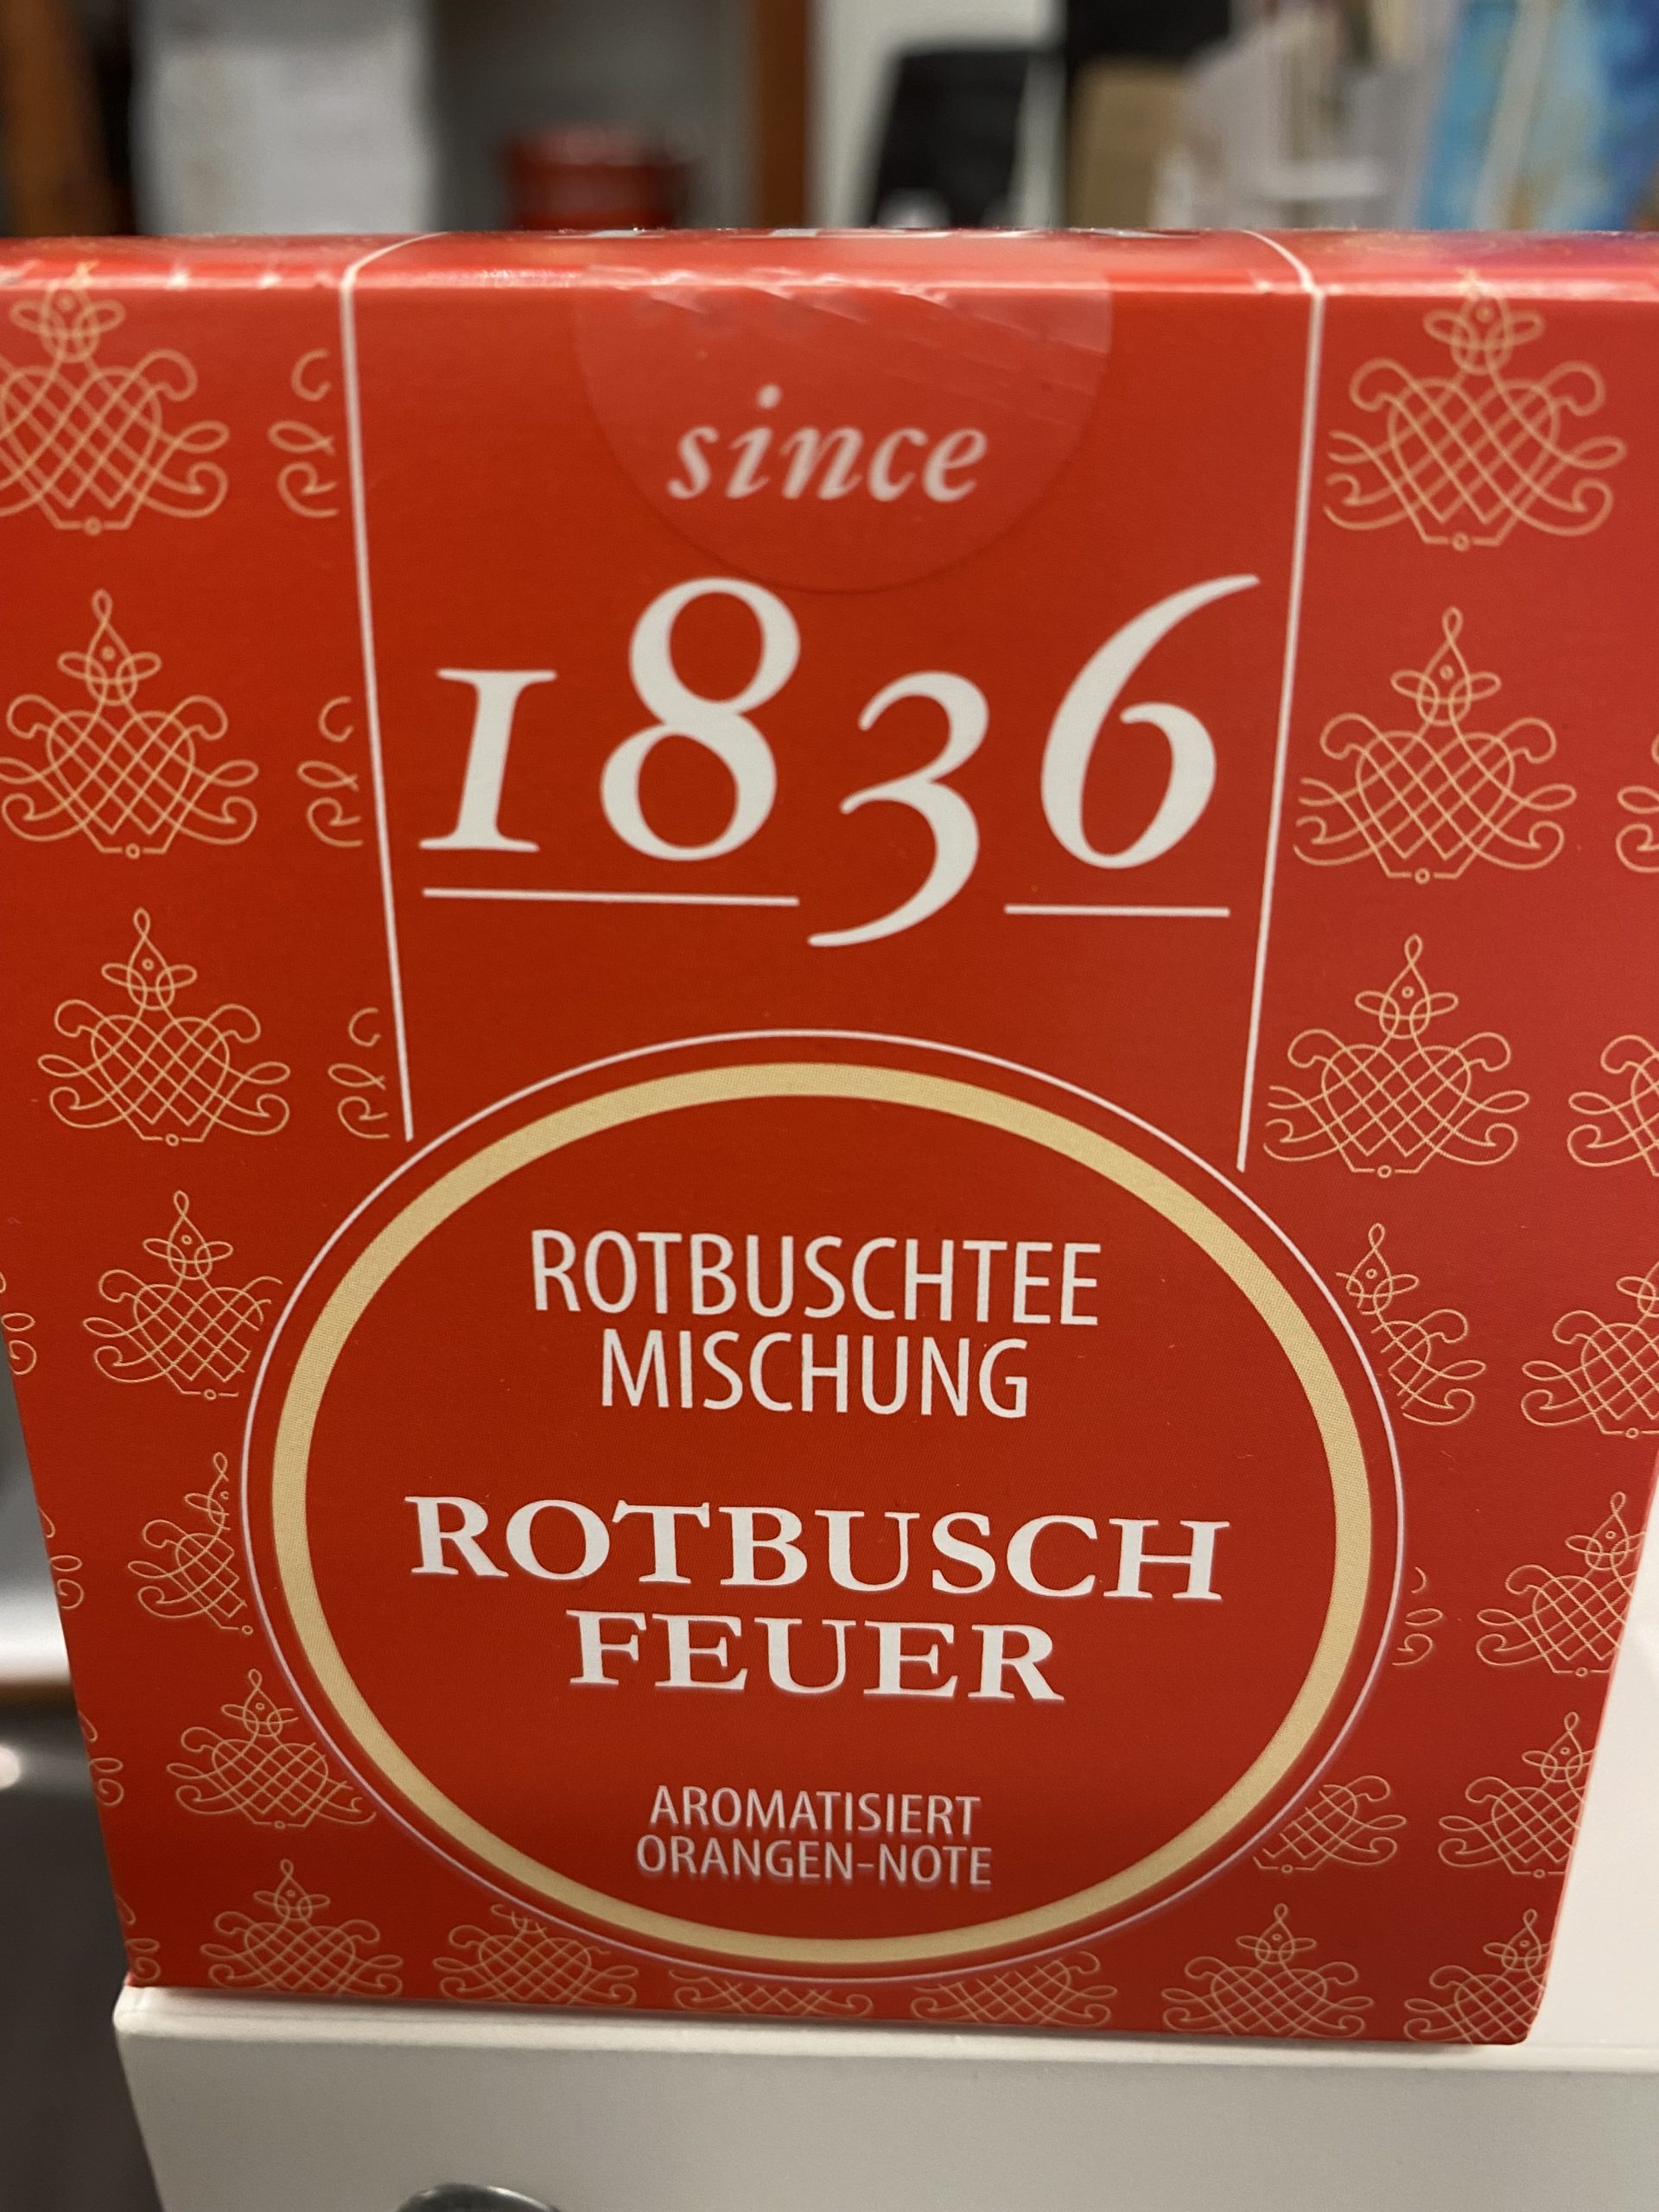 since
1836
ROTBUSCHTEE
MISCHUNG
ROTBUSCH
FEUER
AROMATISIERT
ORANGEN-NOTE